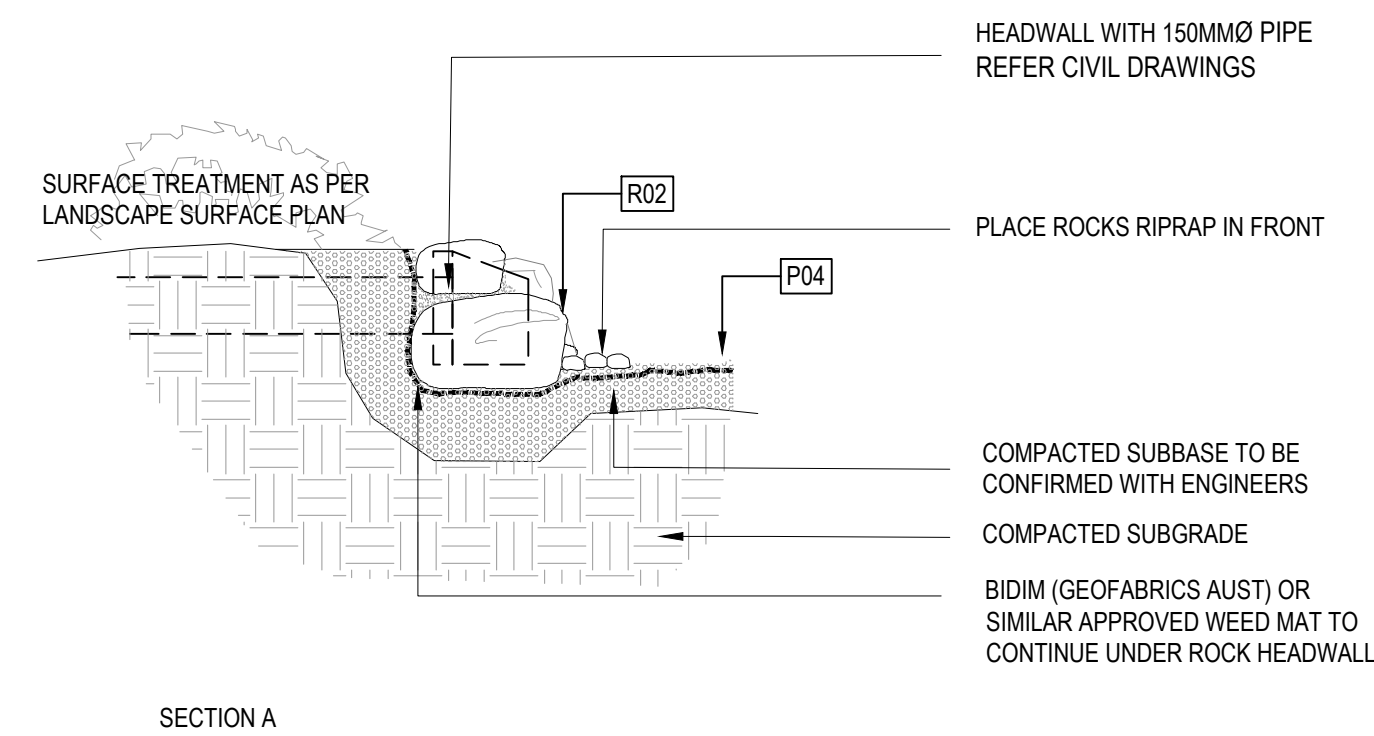 HEADWALL WITH 150MMØ PIPE
REFER CIVIL DRAWINGS
SURFACE TREATMENT AS PER
LANDSCAPE SURFACE PLAN
R02
PLACE ROCKS RIPRAP IN FRONT
P04
COMPACTED SUBBASE TO BE
CONFIRMED WITH ENGINEERS
COMPACTED SUBGRADE
BIDIM (GEOFABRICS AUST) OR
SIMILAR APPROVED WEED MAT TO
CONTINUE UNDER ROCK HEADWALL
SECTION A